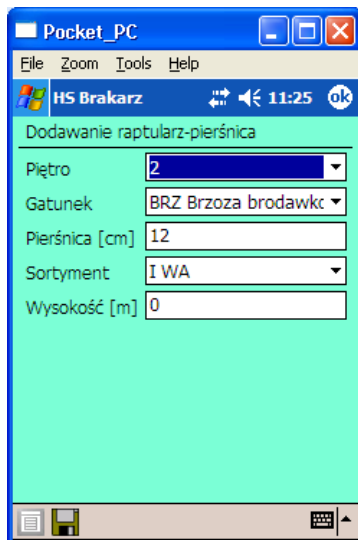 Pocket_PC
File Zoom Tools Help
HS Brakarz 11:25 ok
Dodawanie raptularz-pierśnica
Piętro 2
Gatunek BRZ Brzoza brodawkc
Pierśnica [cm] 12
Sortyment I WA
Wysokość [m] 0